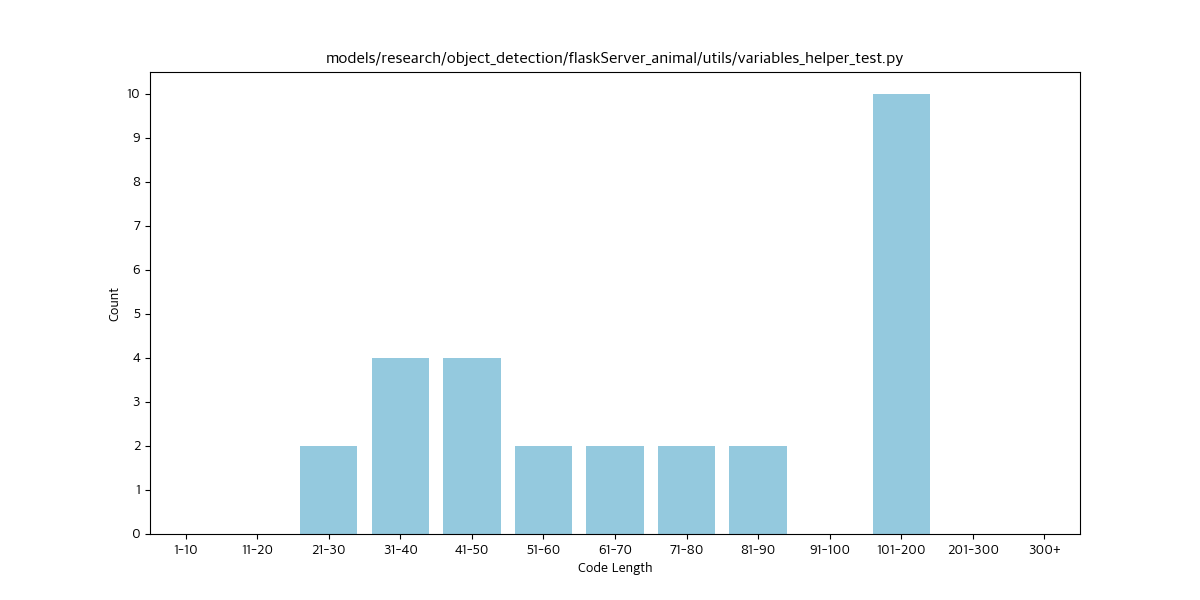 models/research/object_detection/flaskServer_animal/utils/variables_helper_test.py
10
9
8
7
6
5
4
3
2
1
0
Count
1-10 11-20 21-30 31-40 41-50 51-60 61-70 71-80 81-90 91-100 101-200 201-300 300+
Code Length